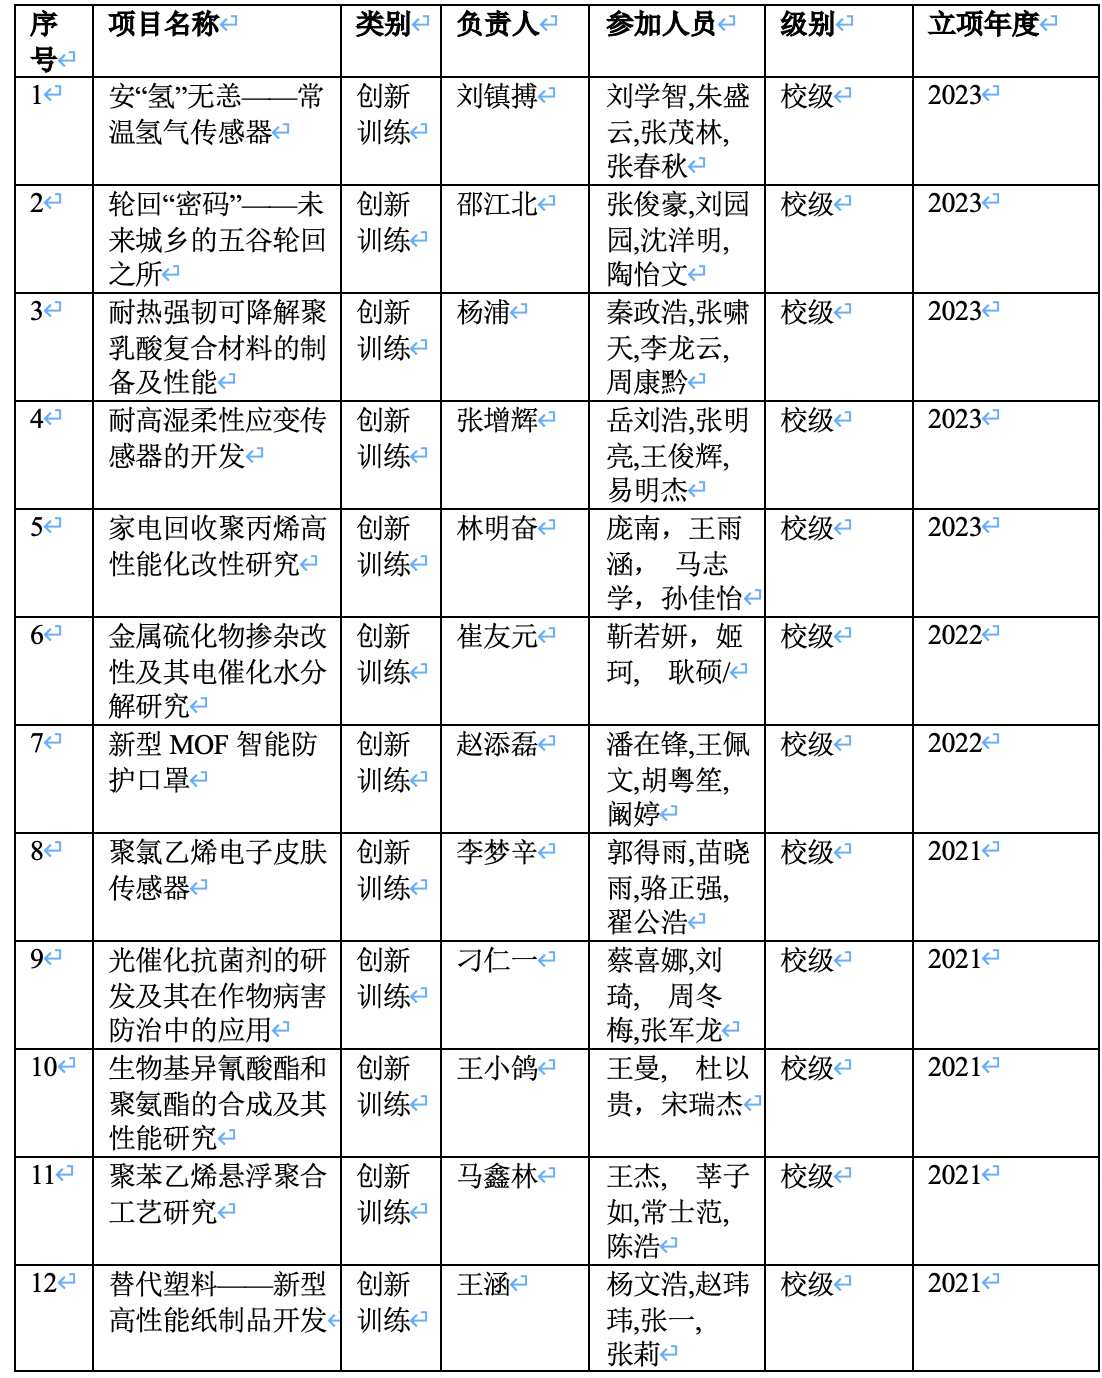 序号 项目名称 类别 负责人 参加人员 级别 立项年度
1 安“氢”无恙——常 创新 刘镇搏 刘学智,朱盛 校级 2023
温氢气传感器 训练 云,张茂林,
张春秋
2 轮回“密码”——未 创新 邵江北 张俊豪,刘园 校级 2023
来城乡的五谷轮回 训练 园,沈洋明,
之所 陶怡文
3 耐热强韧可降解聚 创新 杨浦 秦政浩,张啸 校级 2023
乳酸复合材料的制 训练 天,李龙云,
备及性能 周康黔
4 耐高湿柔性应变传 创新 张增辉 岳刘浩,张明 校级 2023
感器的开发 训练 亮,王俊辉,
易明杰
5 家电回收聚丙烯高 创新 林明奋 庞南，王雨 校级 2023
性能化改性研究 训练 涵， 马志
学，孙佳怡
6 金属硫化物掺杂改 创新 崔友元 靳若妍，姬 校级 2022
性及其电催化水分 训练 珂, 耿硕/
解研究
7 新型 MOF 智能防 创新 赵添磊 潘在锋,王佩 校级 2022
护口罩 训练 文,胡粤笙,
阚婷
8 聚氯乙烯电子皮肤 创新 李梦辛 郭得雨,苗晓 校级 2021
传感器 训练 雨,骆正强,
翟公浩
9 光催化抗菌剂的研 创新 刁仁一 蔡喜娜,刘 校级 2021
发及其在作物病害 训练 琦, 周冬
防治中的应用 梅,张军龙
10 生物基异氰酸酯和 创新 王小鸽 王曼, 杜以 校级 2021
聚氨酯的合成及其 训练 贵，宋瑞杰
性能研究
11 聚苯乙烯悬浮聚合 创新 马鑫林 王杰, 莘子 校级 2021
工艺研究 训练 如,常士范,
陈浩
12 替代塑料——新型 创新 王涵 杨文浩,赵玮 校级 2021
高性能纸制品开发 训练 玮,张一,
张莉